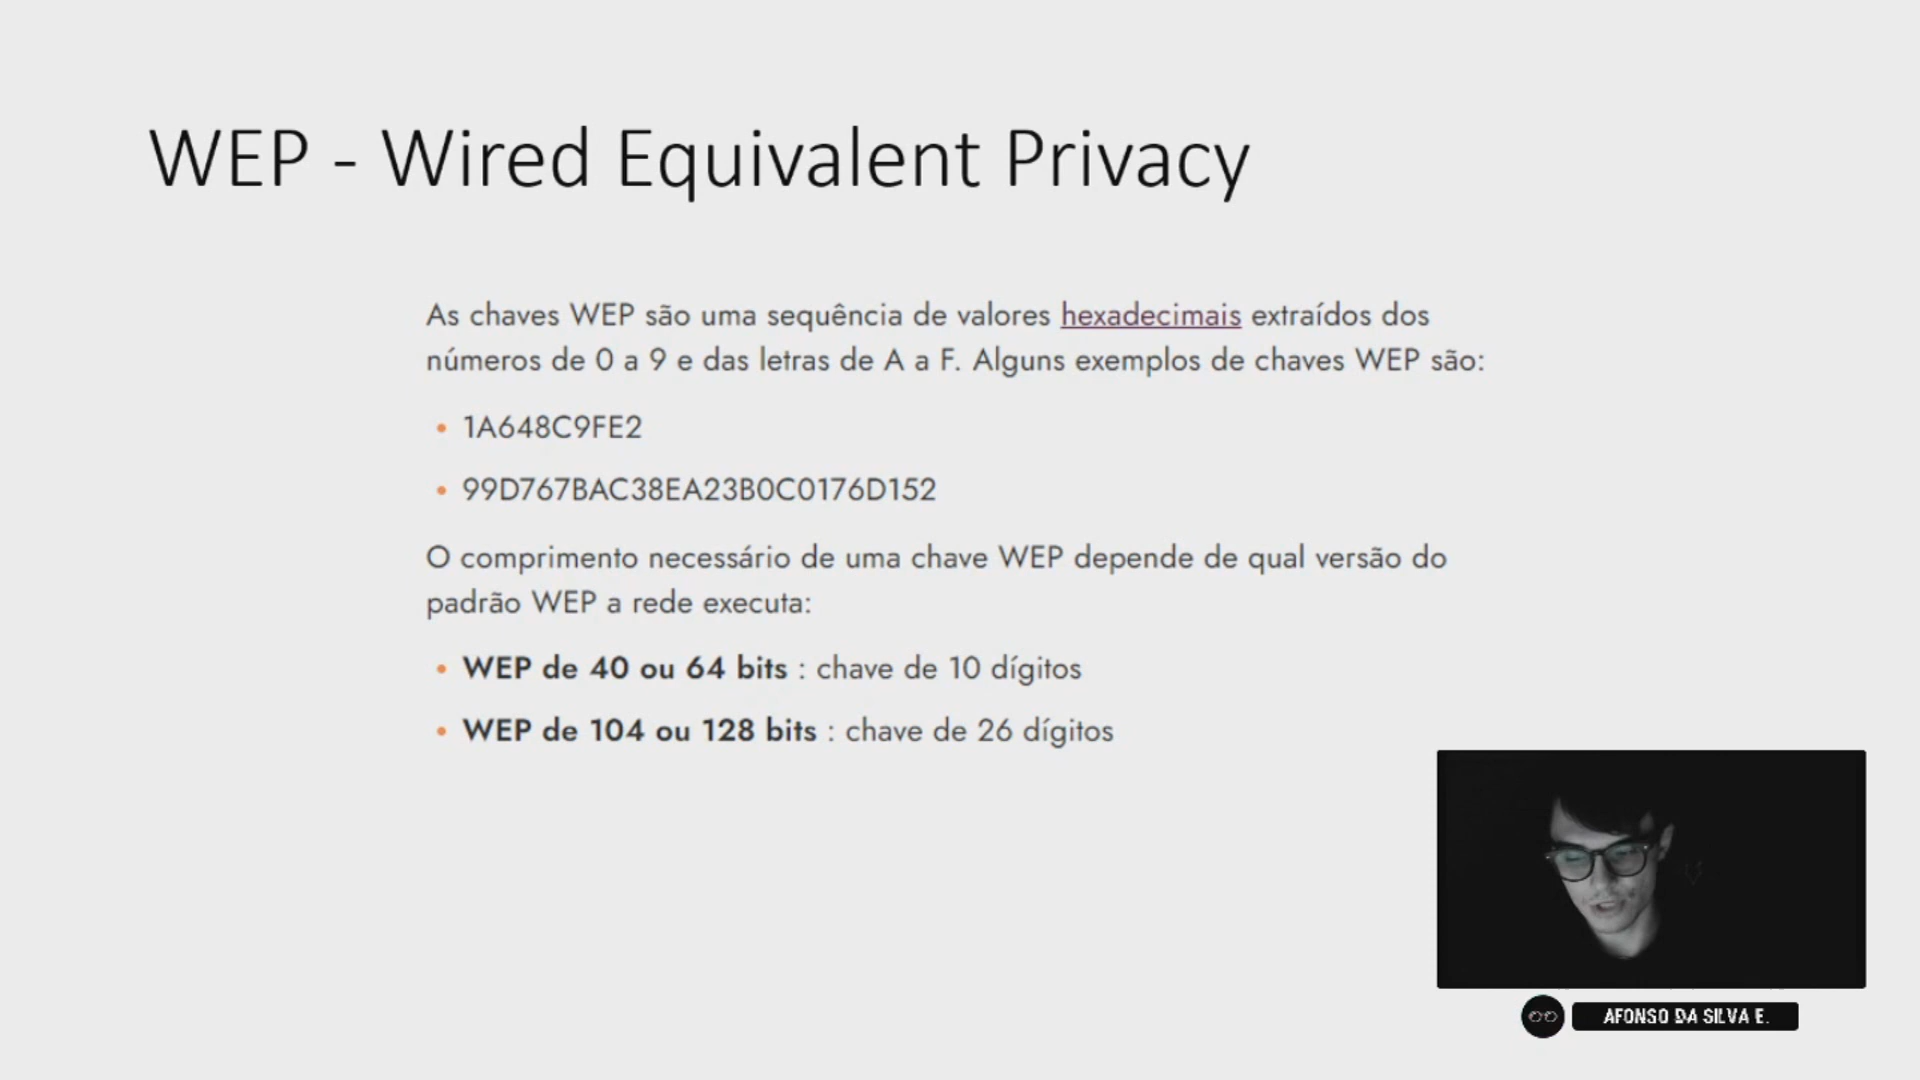 WEP - Wired Equivalent Privacy
As chaves WEP são uma sequência de valores hexadecimais extraídos dos
números de 0 a 9 e das letras de A a F. Alguns exemplos de chaves WEP são:
• 1A648C9FE2
• 99D767BAC38EA23B0C0176D152
O comprimento necessário de uma chave WEP depende de qual versão do
padrão WEP a rede executa:
• WEP de 40 ou 64 bits : chave de 10 dígitos
• WEP de 104 ou 128 bits : chave de 26 dígitos
AFONSO DA SILVA E.